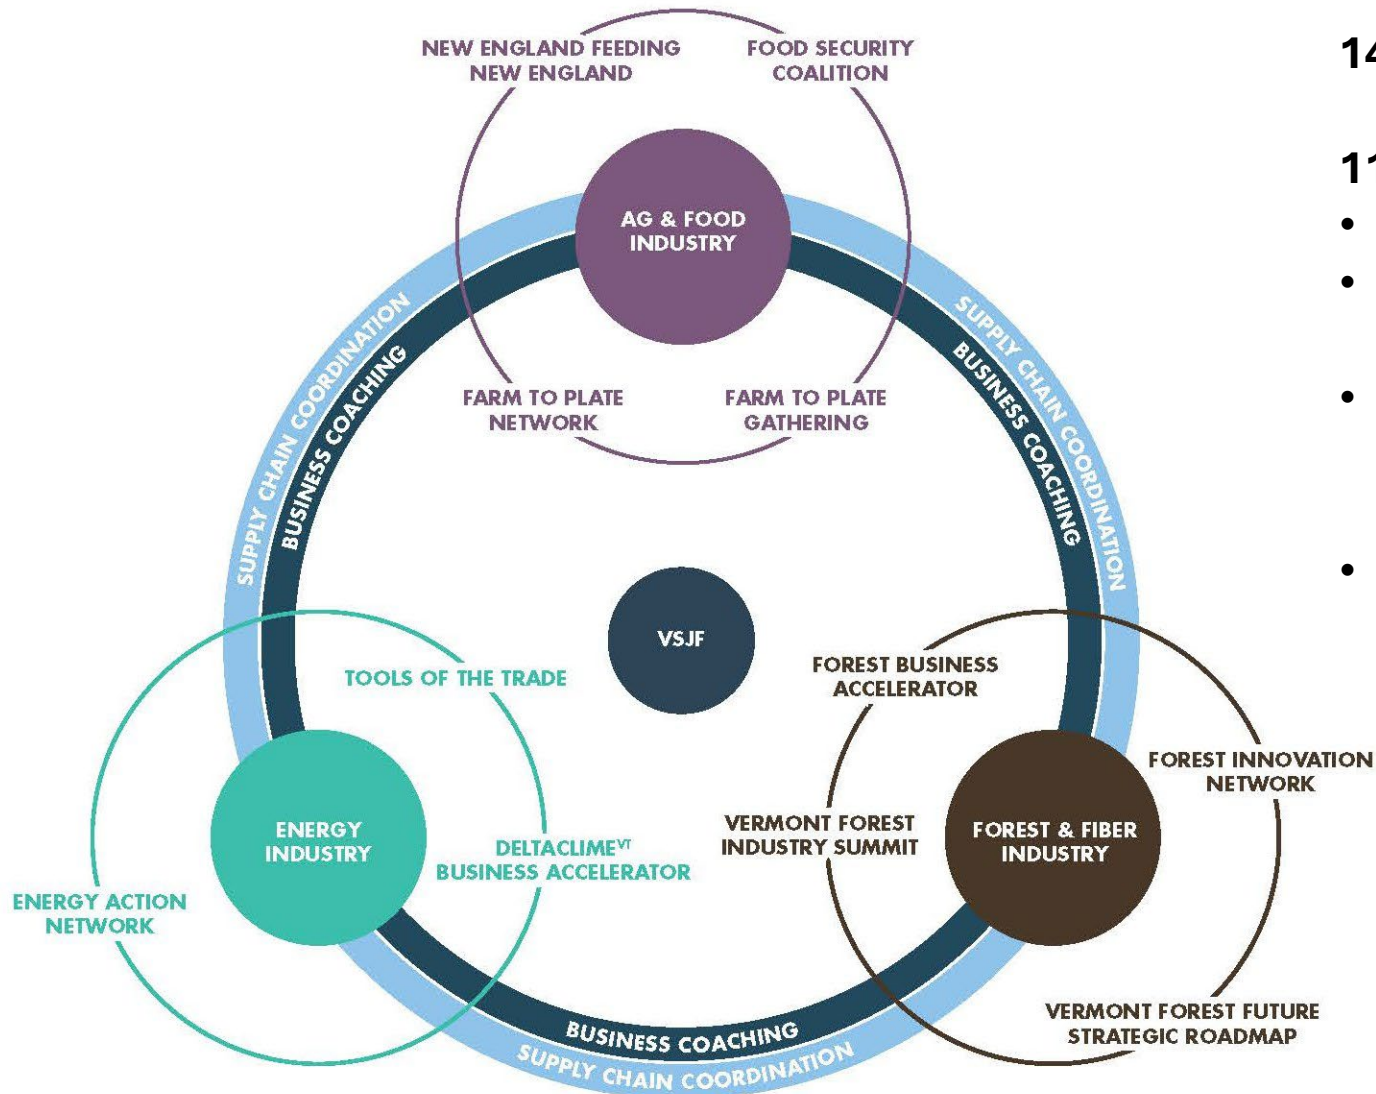 NEW ENGLAND FEEDING
NEW ENGLAND
FOOD SECURITY
COALITION
AG & FOOD
INDUSTRY
FARM TO PLATE
NETWORK
FARM TO PLATE
GATHERING
SUPPLY CHAIN COORDINATION
BUSINESS COACHING
SUPPLY CHAIN COORDINATION
BUSINESS COACHING
VSJF
TOOLS OF THE TRADE
ENERGY
INDUSTRY
DELTACLIMEVT
BUSINESS ACCELERATOR
ENERGY ACTION
NETWORK
FOREST BUSINESS
ACCELERATOR
FOREST INNOVATION
NETWORK
VERMONT FOREST
INDUSTRY SUMMIT
FOREST & FIBER
INDUSTRY
VERMONT FOREST FUTURE
STRATEGIC ROADMAP
BUSINESS COACHING
SUPPLY CHAIN COORDINATION
14
11
•
•
•
•